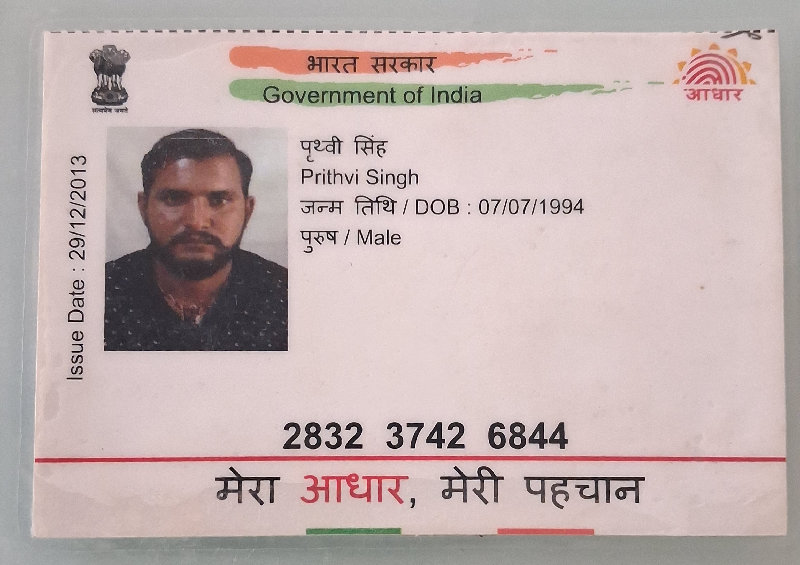 भारत सरकार
Government of India
सत्यमेव जयते
आधार
Issue Date : 29/12/2013
पृथ्वी सिंह
Prithvi Singh
जन्म तिथि / DOB : 07/07/1994
पुरुष / Male
2832 3742 6844
मेरा आधार, मेरी पहचान